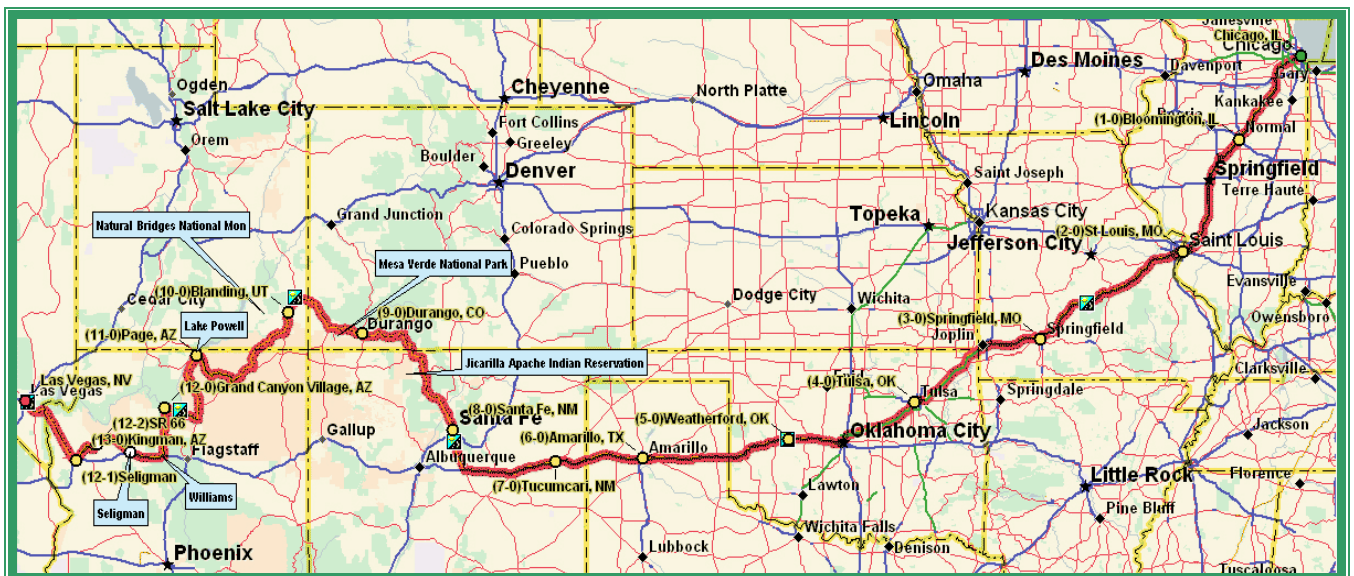 Janesville
Chicago, IL
Chicago
Des Moines
Davenport
Gary
Ogden
Cheyenne
North Platte
Omaha
Kankakee
Salt Lake City
Lincoln
(1-0)Bloomington, IL
Peoria
Normal
Fort Collins
Orem
Greeley
Boulder
Denver
Saint Joseph
Springfield
Terre Haute
Grand Junction
Topeka
Kansas City
Natural Bridges National Mon
Colorado Springs
(2-0)St-Louis, MO
Jefferson City
Saint Louis
Mesa Verde National Park
Pueblo
(10-0)Blanding, UT
Cedar City
Dodge City
Wichita
Evansville
Owensboro
(9-0)Durango, CO
Durango
(3-0)Springfield, MO
Springfield
Joplin
(11-0)Page, AZ
Lake Powell
Jicarilla Apache Indian Reservation
Clarksville
Las Vegas, NV
Las Vegas
(12-0)Grand Canyon Village, AZ
Enid
(4-0)Tulsa, OK
Tulsa
Springdale
(8-0)Santa Fe, NM
Santa Fe
(5-0)Weatherford, OK
(12-2)SR 66
(13-0)Kingman, AZ
Gallup
(6-0)Amarillo, TX
Amarillo
Oklahoma City
Jackson
Flagstaff
Albuquerque
(12-1)Seligman
(7-0)Tucumcari, NM
Lawton
Little Rock
Florence
Williams
Seligman
Pine Bluff
Wichita Falls
Phoenix
Lubbock
Denison
Tuscaloosa